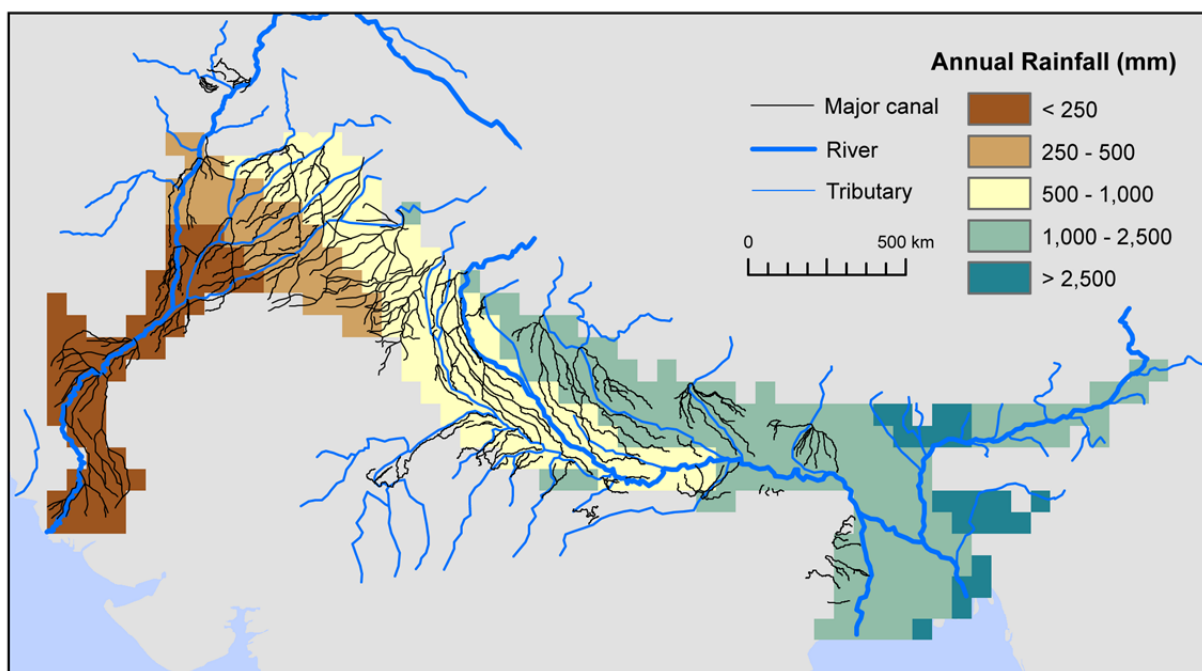 Annual Rainfall (mm)
Major canal
River
Tributary
0 500 km
< 250
250 - 500
500 - 1,000
1,000 - 2,500
> 2,500